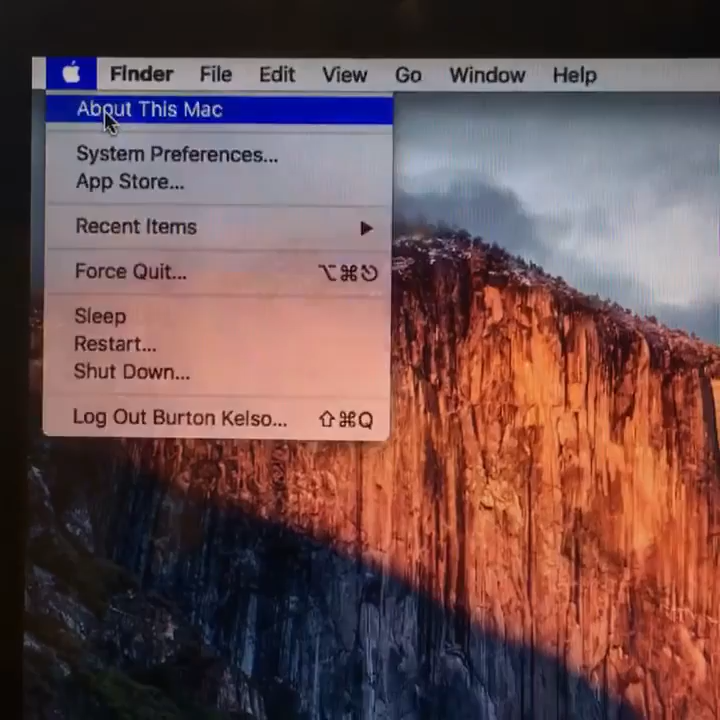 Finder File Edit View Go Window Help
About This Mac
System Preferences...
App Store...
Recent Items ▶
Force Quit... ⌥⌘⎋
Sleep
Restart...
Shut Down...
Log Out Burton Kelso... ⇧⌘Q